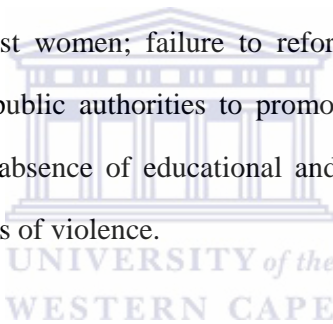 st women; failure to refor
public authorities to promo
absence of educational and
s of violence.
UNIVERSITY of the
WESTERN CAPE